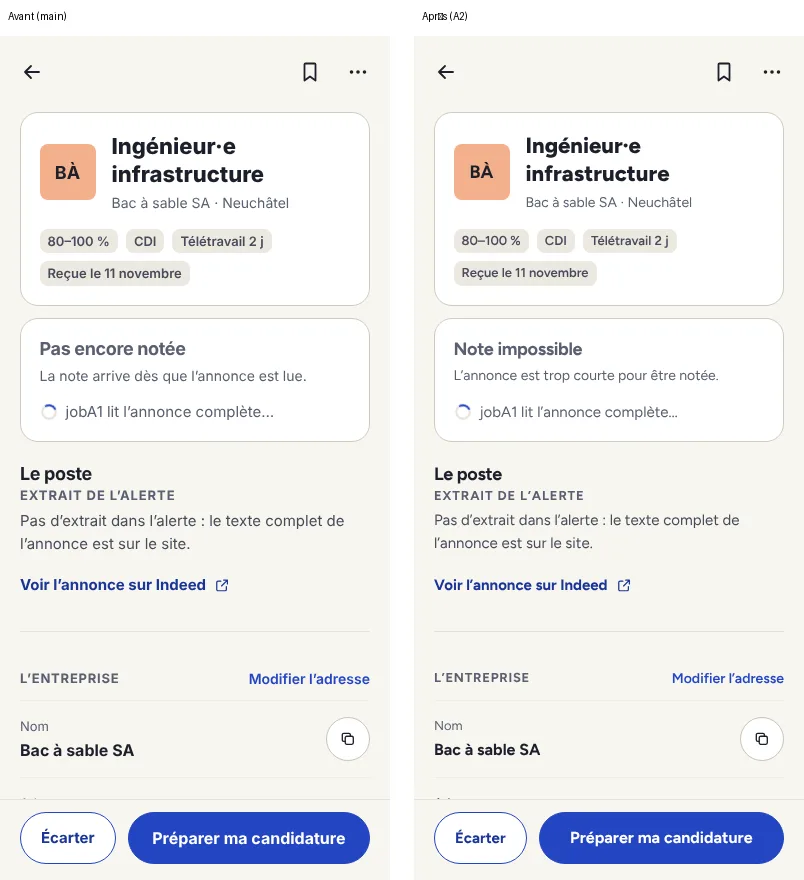 Avant (main)
BÀ
Ingénieur·e
infrastructure
Bac à sable SA · Neuchâtel
80–100 %
CDI
Télétravail 2 j
Reçue le 11 novembre
Pas encore notée
La note arrive dès que l’annonce est lue.
jobA1 lit l’annonce complète…
Le poste
EXTRAIT DE L’ALERTE
Pas d’extrait dans l’alerte : le texte complet de
l’annonce est sur le site.
Voir l’annonce sur Indeed
L’ENTREPRISE
Modifier l’adresse
Nom
Bac à sable SA
Écarter
Préparer ma candidature
(A2)
BÀ
Ingénieur·e
infrastructure
Bac à sable SA · Neuchâtel
80–100 %
CDI
Télétravail 2 j
Reçue le 11 novembre
Note impossible
L’annonce est trop courte pour être notée.
jobA1 lit l’annonce complète…
Le poste
EXTRAIT DE L’ALERTE
Pas d’extrait dans l’alerte : le texte complet de
l’annonce est sur le site.
Voir l’annonce sur Indeed
L’ENTREPRISE
Modifier l’adresse
Nom
Bac à sable SA
Écarter
Préparer ma candidature